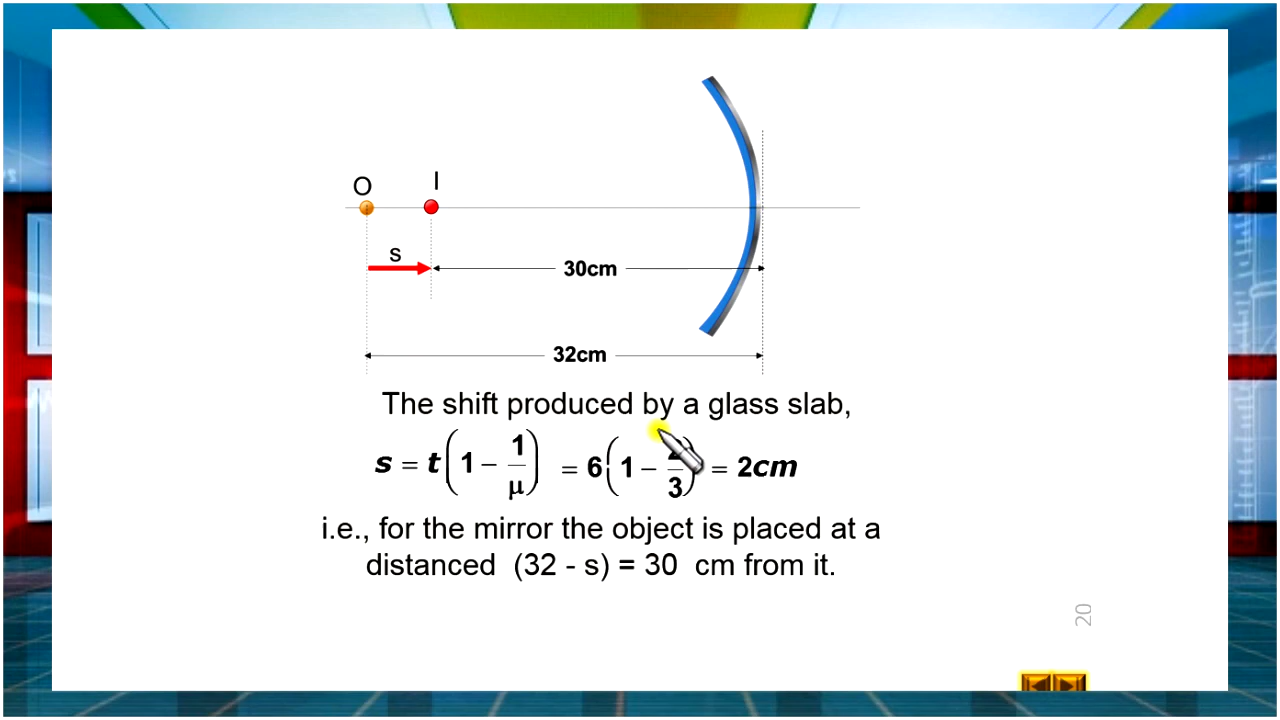 O
I
s
30cm
32cm
The shift produced by a glass slab,
s = t(1 − 1/μ) = 6(1 − 2/3) = 2cm
i.e., for the mirror the object is placed at a
distanced (32 - s) = 30 cm from it.
20